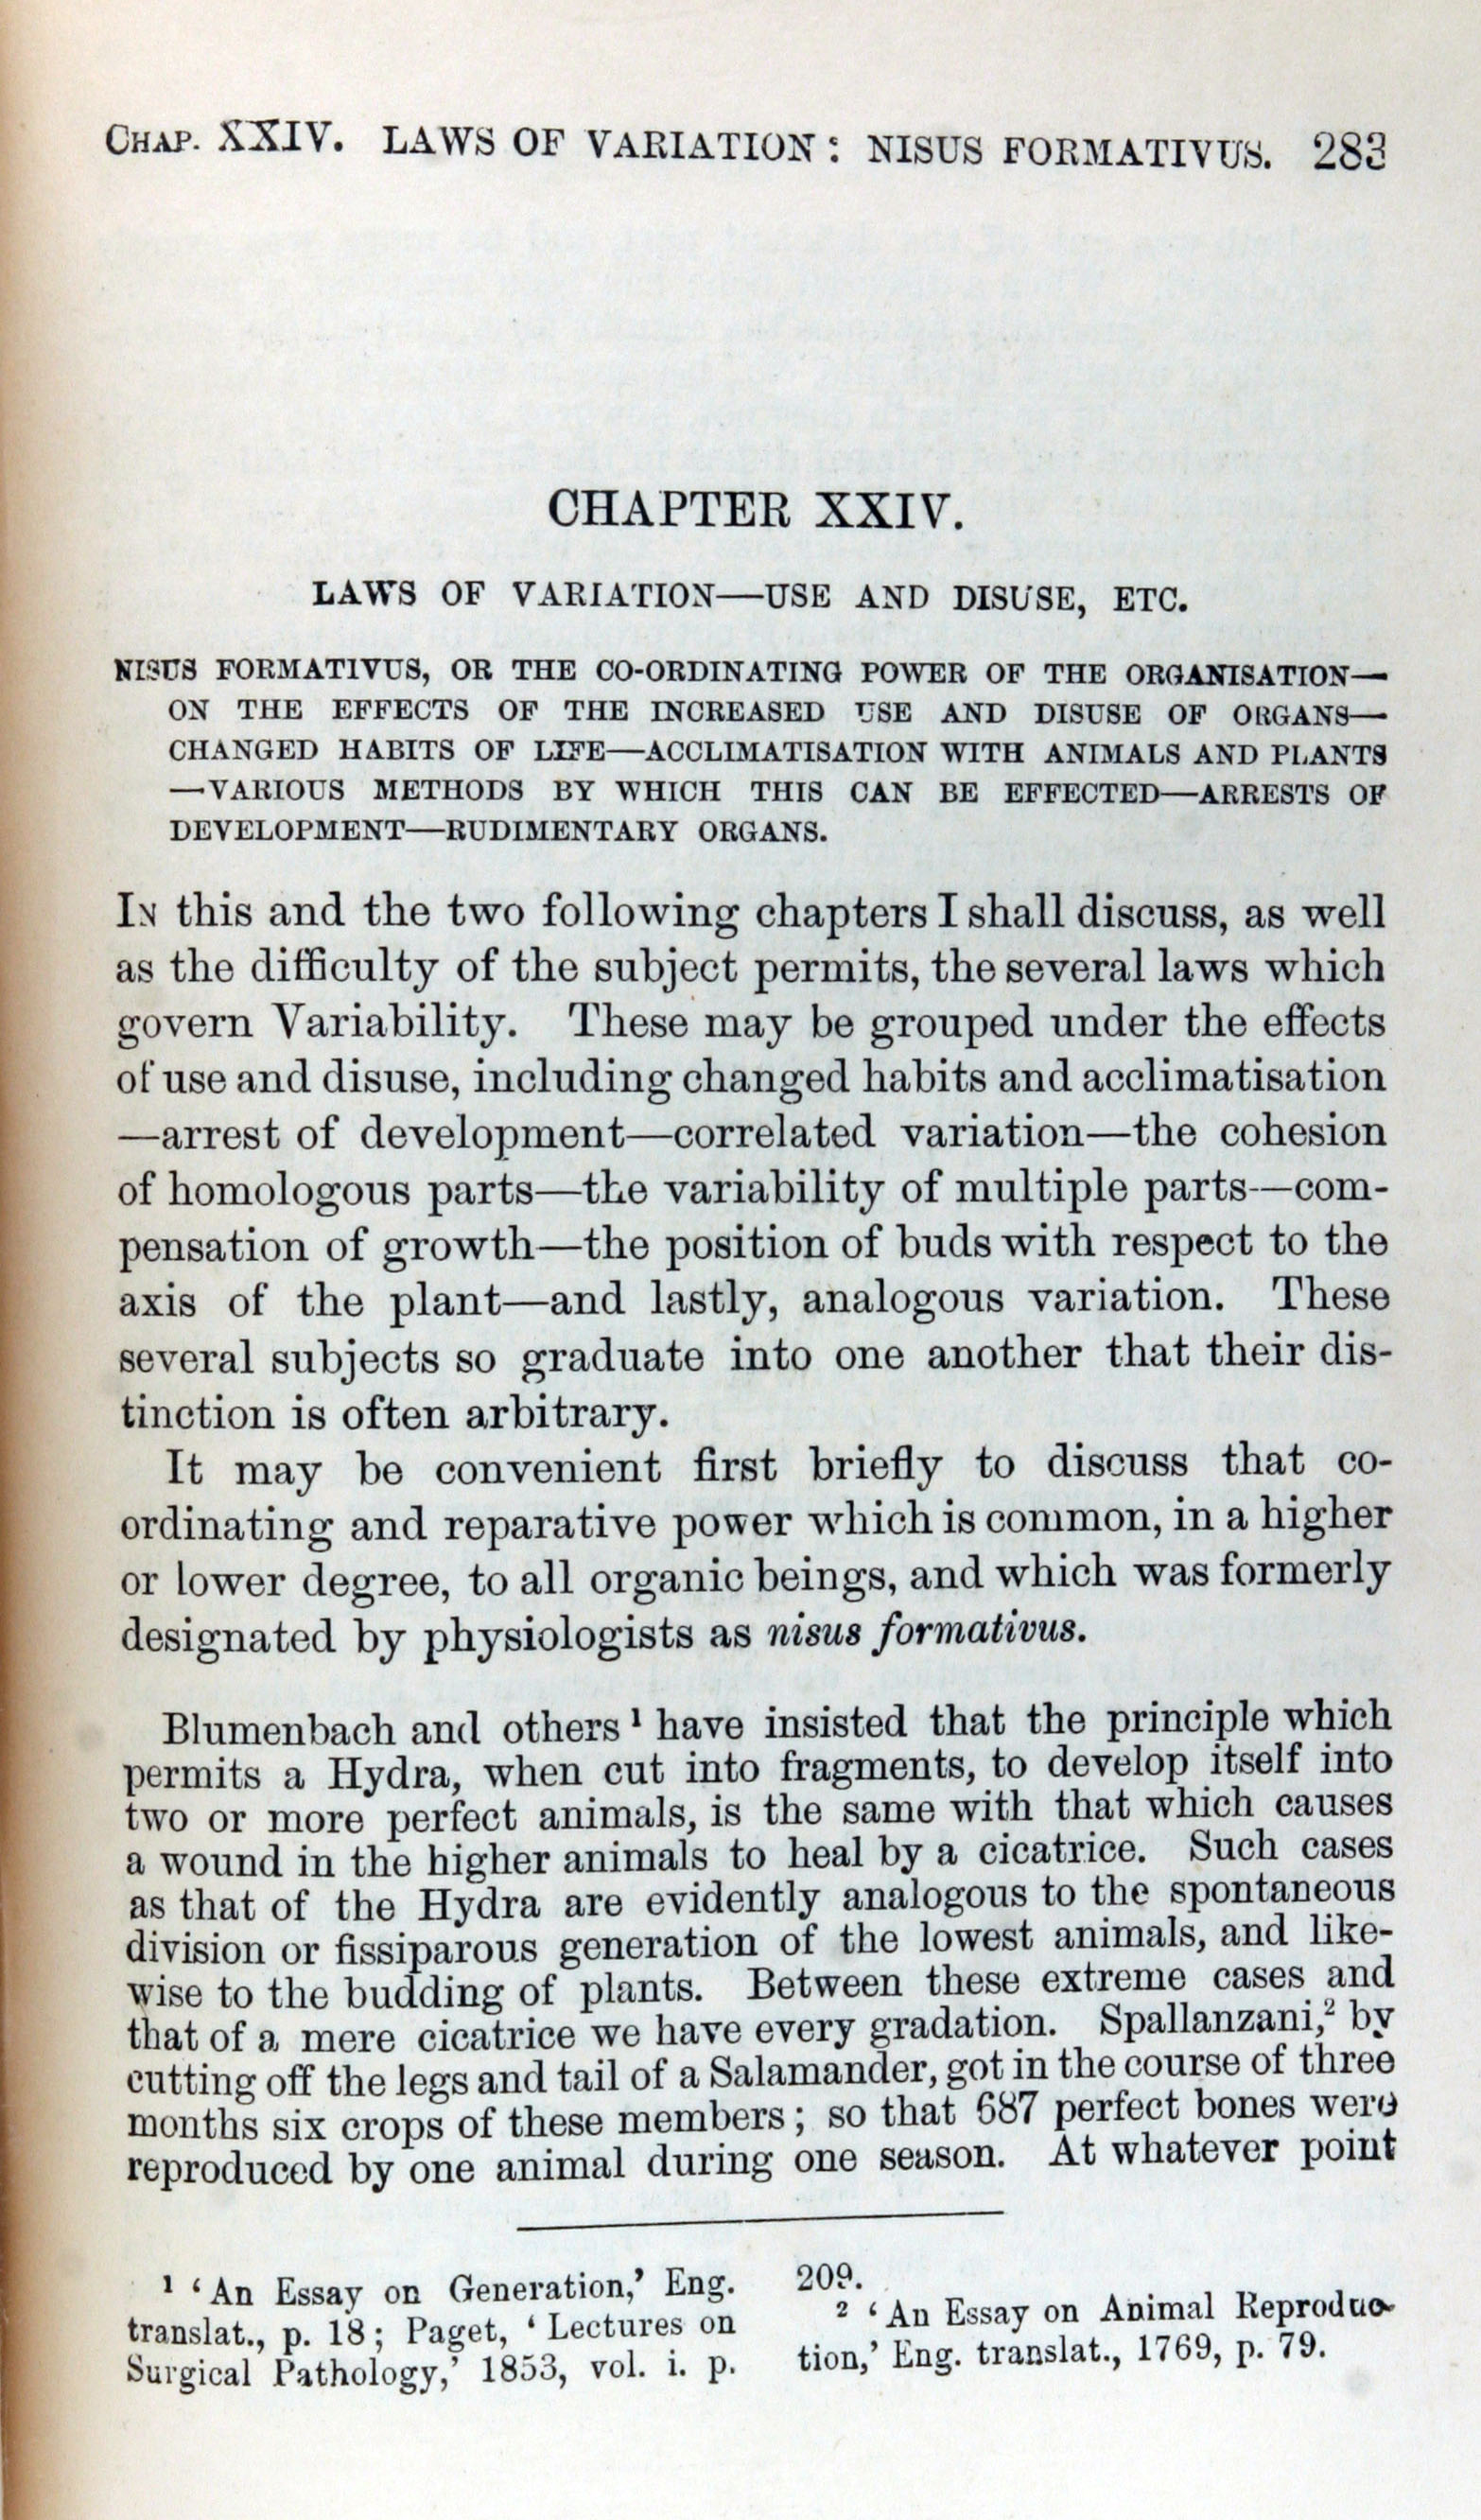 CHAP. XXIV. LAWS OF VARIATION: NISUS FORMATIVUS. 283
CHAPTER XXIV.
LAWS OF VARIATION—USE AND DISUSE, ETC.
NISUS FORMATIVUS, OR THE CO-ORDINATING POWER OF THE ORGANISATION—
ON THE EFFECTS OF THE INCREASED USE AND DISUSE OF ORGANS—
CHANGED HABITS OF LIFE—ACCLIMATISATION WITH ANIMALS AND PLANTS
—VARIOUS METHODS BY WHICH THIS CAN BE EFFECTED—ARRESTS OF
DEVELOPMENT—RUDIMENTARY ORGANS.
IN this and the two following chapters I shall discuss, as well
as the difficulty of the subject permits, the several laws which
govern Variability. These may be grouped under the effects
of use and disuse, including changed habits and acclimatisation
—arrest of development—correlated variation—the cohesion
of homologous parts—the variability of multiple parts—com-
pensation of growth—the position of buds with respect to the
axis of the plant—and lastly, analogous variation. These
several subjects so graduate into one another that their dis-
tinction is often arbitrary.
It may be convenient first briefly to discuss that co-
ordinating and reparative power which is common, in a higher
or lower degree, to all organic beings, and which was formerly
designated by physiologists as nisus formativus.
Blumenbach and others ¹ have insisted that the principle which
permits a Hydra, when cut into fragments, to develop itself into
two or more perfect animals, is the same with that which causes
a wound in the higher animals to heal by a cicatrice. Such cases
as that of the Hydra are evidently analogous to the spontaneous
division or fissiparous generation of the lowest animals, and like-
wise to the budding of plants. Between these extreme cases and
that of a mere cicatrice we have every gradation. Spallanzani,² by
cutting off the legs and tail of a Salamander, got in the course of three
months six crops of these members; so that 687 perfect bones were
reproduced by one animal during one season. At whatever point
¹ ‘An Essay on Generation,’ Eng.
translat., p. 18; Paget, ‘Lectures on
Surgical Pathology,’ 1853, vol. i. p.
209.
² ‘An Essay on Animal Reproduc-
tion,’ Eng. translat., 1769, p. 79.